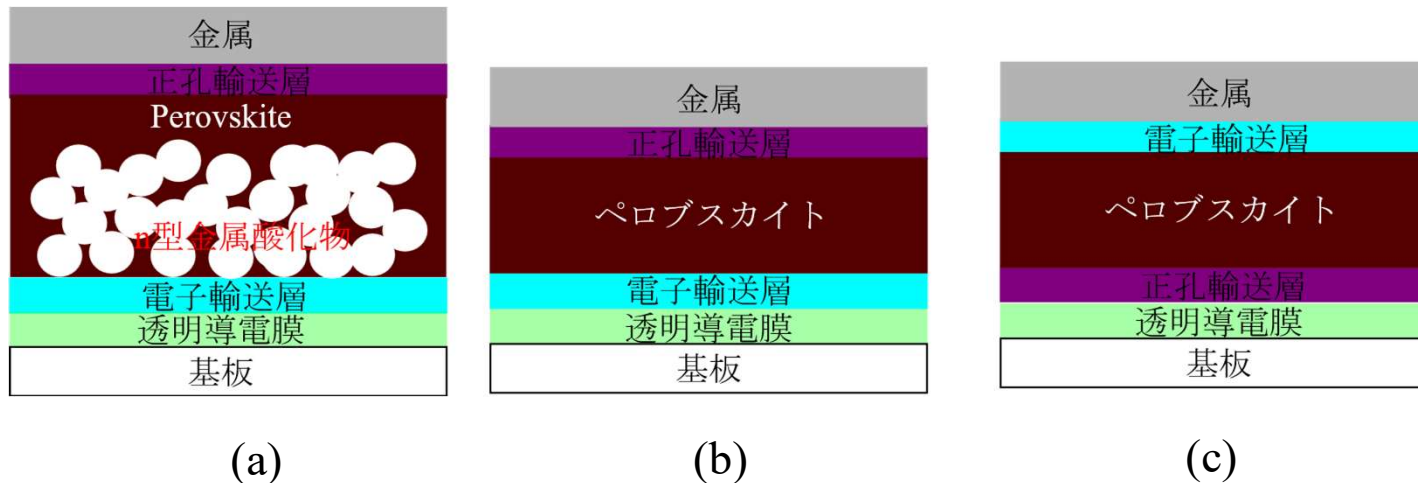 金属
正孔輸送層
Perovskite
n型金属酸化物
電子輸送層
透明導電膜
基板
(a)
金属
正孔輸送層
ペロブスカイト
電子輸送層
透明導電膜
基板
(b)
金属
電子輸送層
ペロブスカイト
正孔輸送層
透明導電膜
基板
(c)